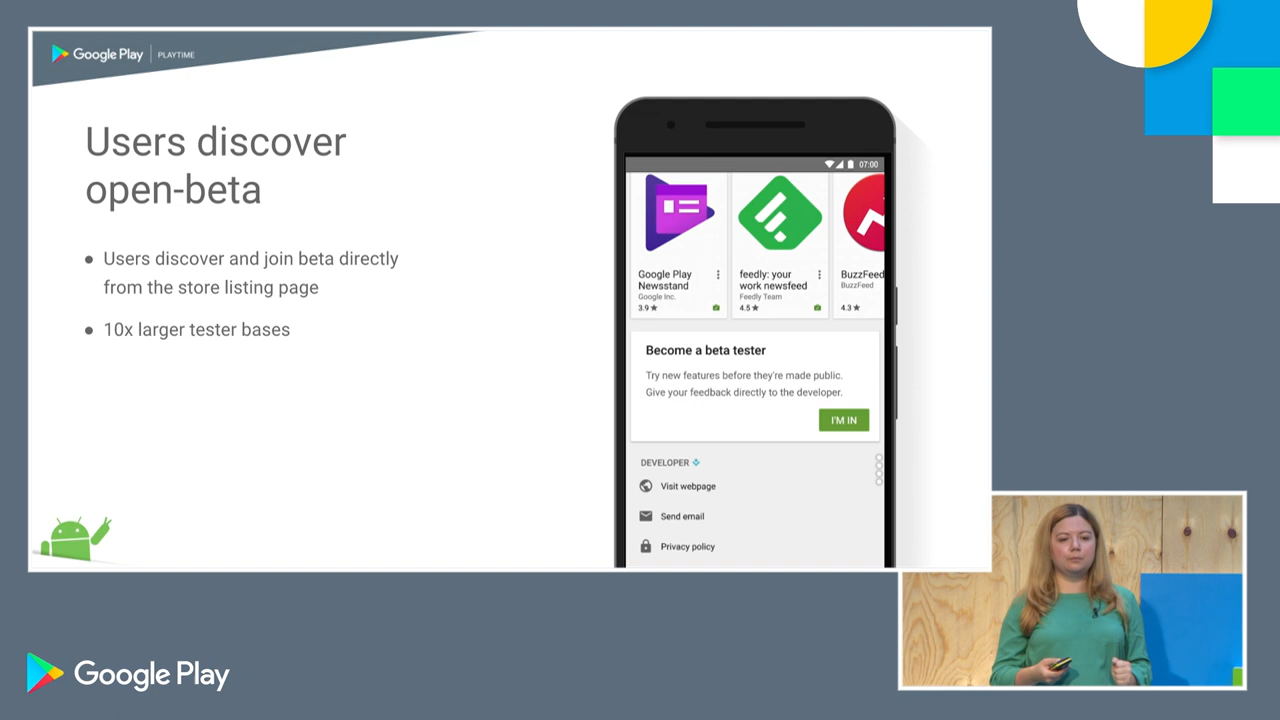 Google Play | PLAYTIME
Users discover
open-beta
Users discover and join beta directly
from the store listing page
10x larger tester bases
07:00
Google Play
Newsstand
Google Inc.
3.9
feedly: your
work newsfeed
Feedly Team
4.5
BuzzFeed
BuzzFeed
4.3
Become a beta tester
Try new features before they're made public.
Give your feedback directly to the developer.
I'M IN
DEVELOPER
Visit webpage
Send email
Privacy policy
Google Play